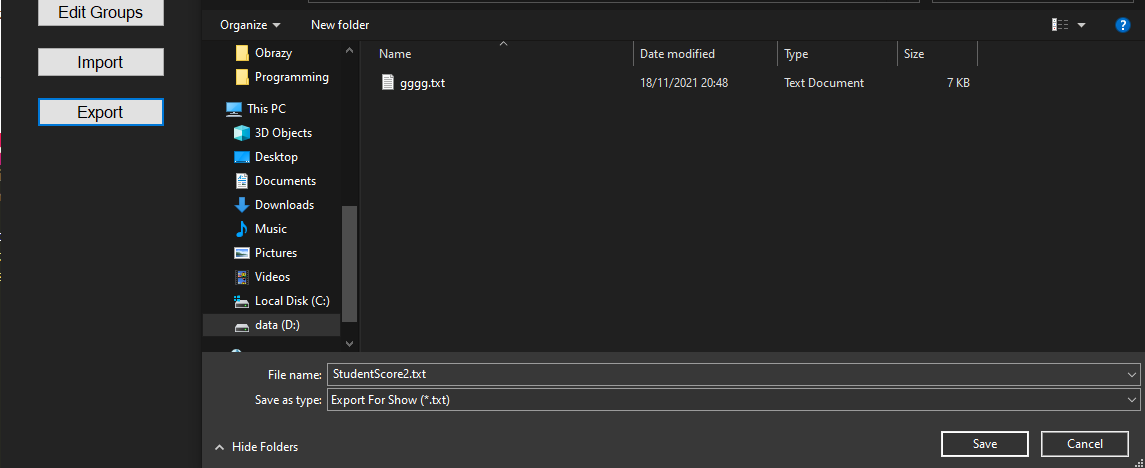 Edit Groups
Import
Export
Organize
New folder
Obrazy
Programming
This PC
3D Objects
Desktop
Documents
Downloads
Music
Pictures
Videos
Local Disk (C:)
data (D:)
Name
Date modified
Type
Size
gggg.txt
18/11/2021 20:48
Text Document
7 KB
File name: StudentScore2.txt
Save as type: Export For Show (*.txt)
Hide Folders
Save
Cancel